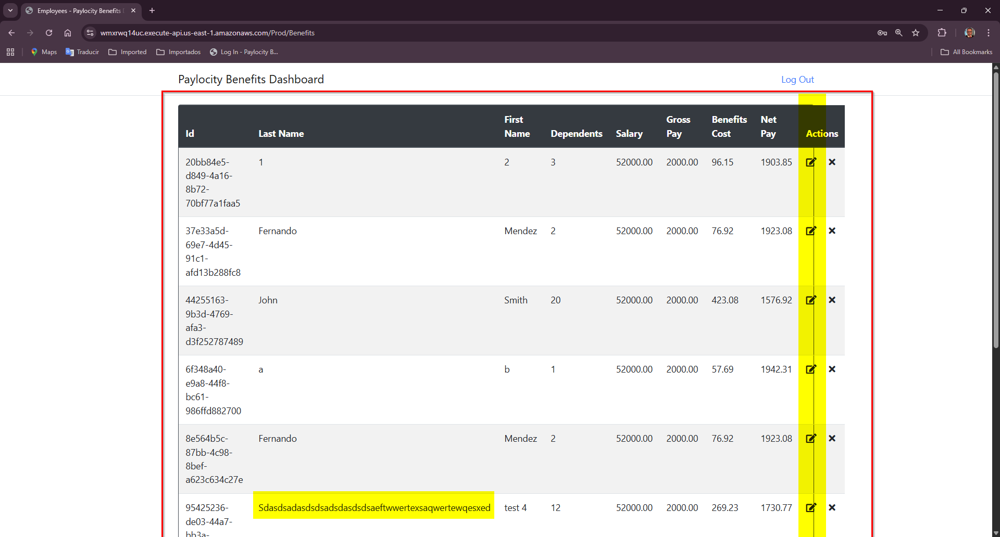 Employees - Paylocity Benefits D
wmxrwq14uc.execute-api.us-east-1.amazonaws.com/Prod/Benefits
Maps Traducir Imported Importados Log In - Paylocity B... All Bookmarks
Paylocity Benefits Dashboard Log Out
Id Last Name First Name Dependents Salary Gross Pay Benefits Cost Net Pay Actions
20bb84e5- 1 2 3 52000.00 2000.00 96.15 1903.85
d849-4a16-
8b72-
70bf77a1faa5
37e33a5d- Fernando Mendez 2 52000.00 2000.00 76.92 1923.08
69e7-4d45-
91c1-
afd13b288fc8
44255163- John Smith 20 52000.00 2000.00 423.08 1576.92
9b3d-4769-
afa3-
d3f252787489
6f348a40- a b 1 52000.00 2000.00 57.69 1942.31
e9a8-44f8-
bc61-
986ffd882700
8e564b5c- Fernando Mendez 2 52000.00 2000.00 76.92 1923.08
87bb-4c98-
8bef-
a623c634c27e
95425236- Sdasdsadasdsdsadsdasdsdsaeftwwertexsaqwertewqesxed test 4 12 52000.00 2000.00 269.23 1730.77
de03-44a7-
bb3a-